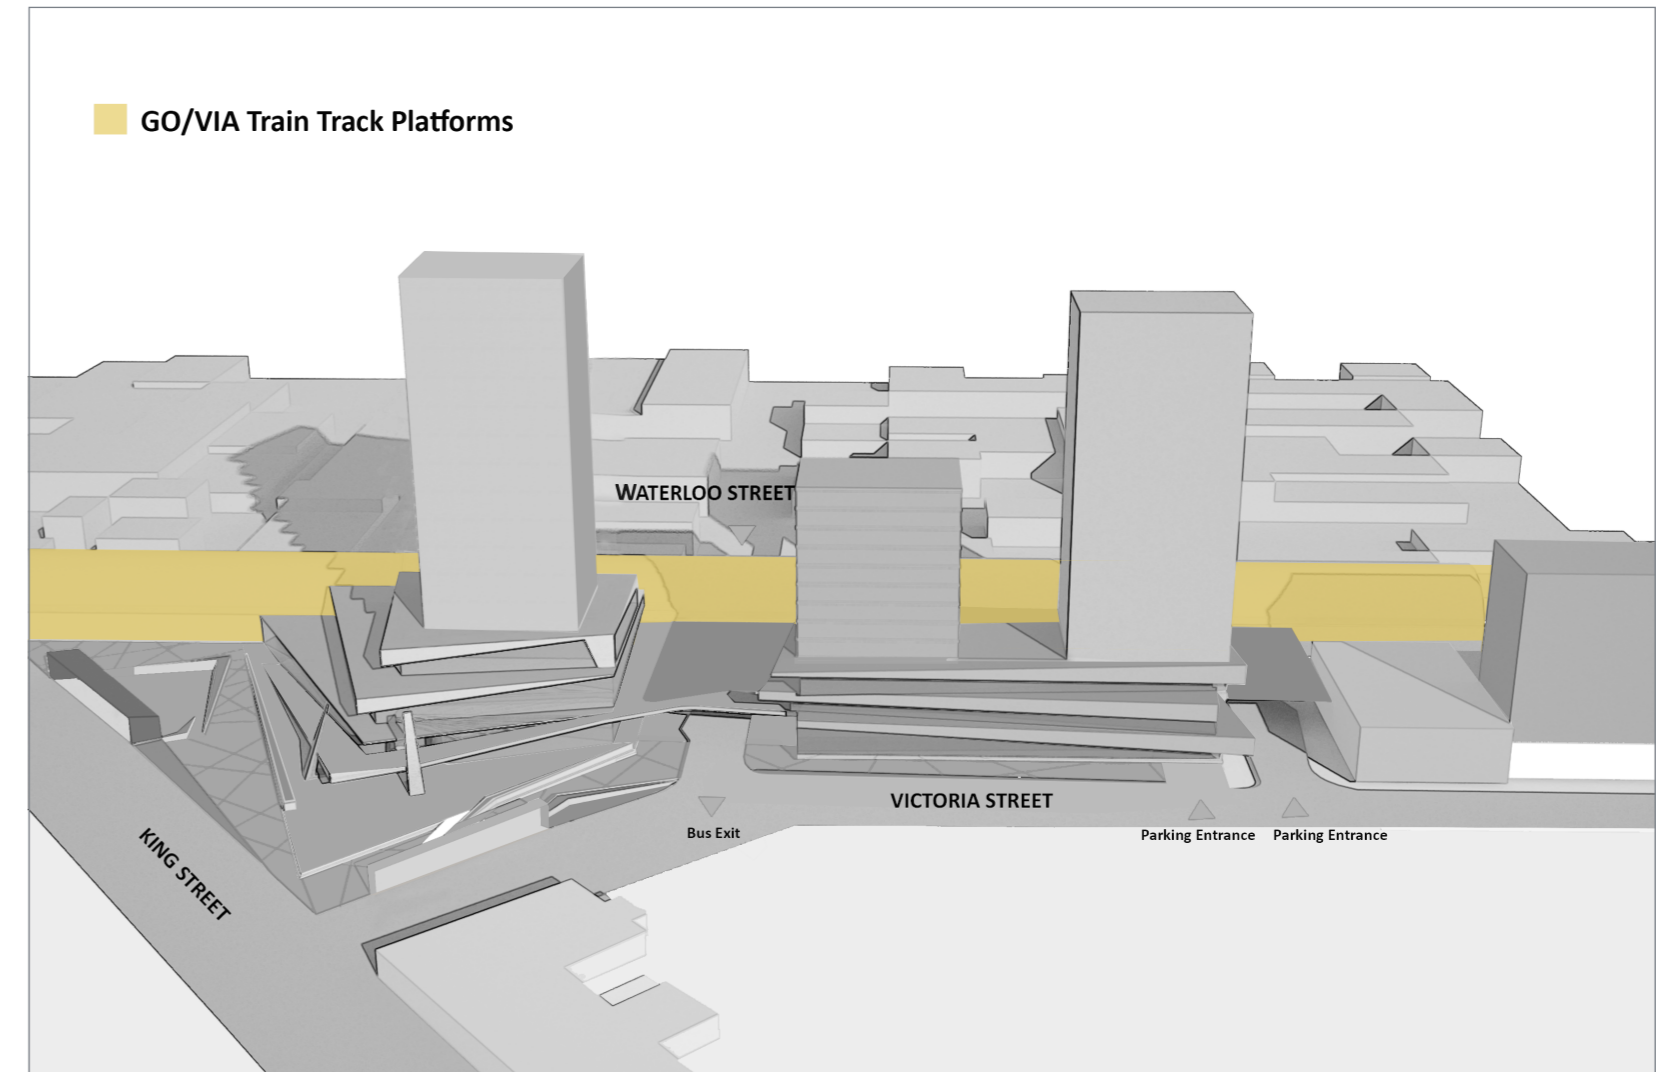 GO/VIA Train Track Platforms
WATERLOO STREET
VICTORIA STREET
Bus Exit
Parking Entrance
Parking Entrance
KING STREET